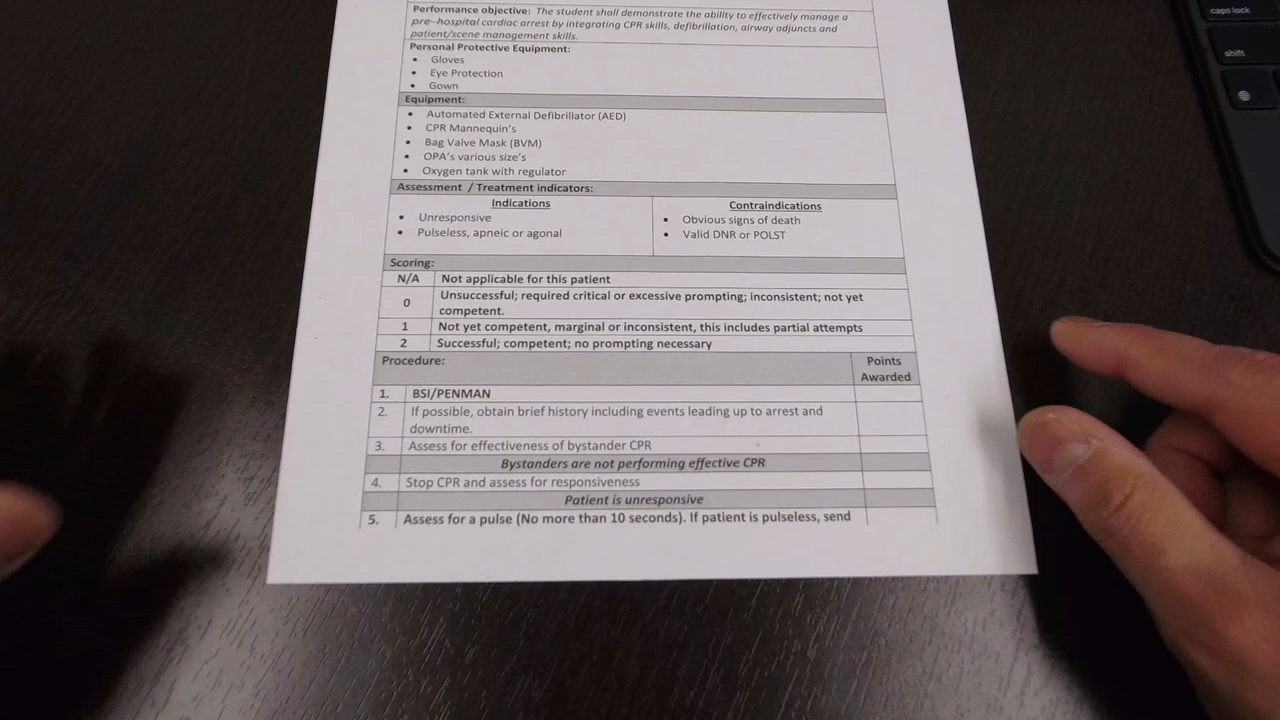 Performance objective: The student shall demonstrate the ability to effectively manage a
pre-hospital cardiac arrest by integrating CPR skills, defibrillation, airway adjuncts and
patient/scene management skills.
Personal Protective Equipment:
• Gloves
• Eye Protection
• Gown
Equipment:
• Automated External Defibrillator (AED)
• CPR Mannequin's
• Bag Valve Mask (BVM)
• OPA's various size's
• Oxygen tank with regulator
Assessment / Treatment indicators:
Indications
• Unresponsive
• Pulseless, apneic or agonal
Contraindications
• Obvious signs of death
• Valid DNR or POLST
Scoring:
N/A Not applicable for this patient
0 Unsuccessful; required critical or excessive prompting; inconsistent; not yet
competent.
1 Not yet competent, marginal or inconsistent, this includes partial attempts
2 Successful; competent; no prompting necessary
Procedure: Points
Awarded
1. BSI/PENMAN
2. If possible, obtain brief history including events leading up to arrest and
downtime.
3. Assess for effectiveness of bystander CPR
Bystanders are not performing effective CPR
4. Stop CPR and assess for responsiveness
Patient is unresponsive
5. Assess for a pulse (No more than 10 seconds). If patient is pulseless, send
caps lock
shift